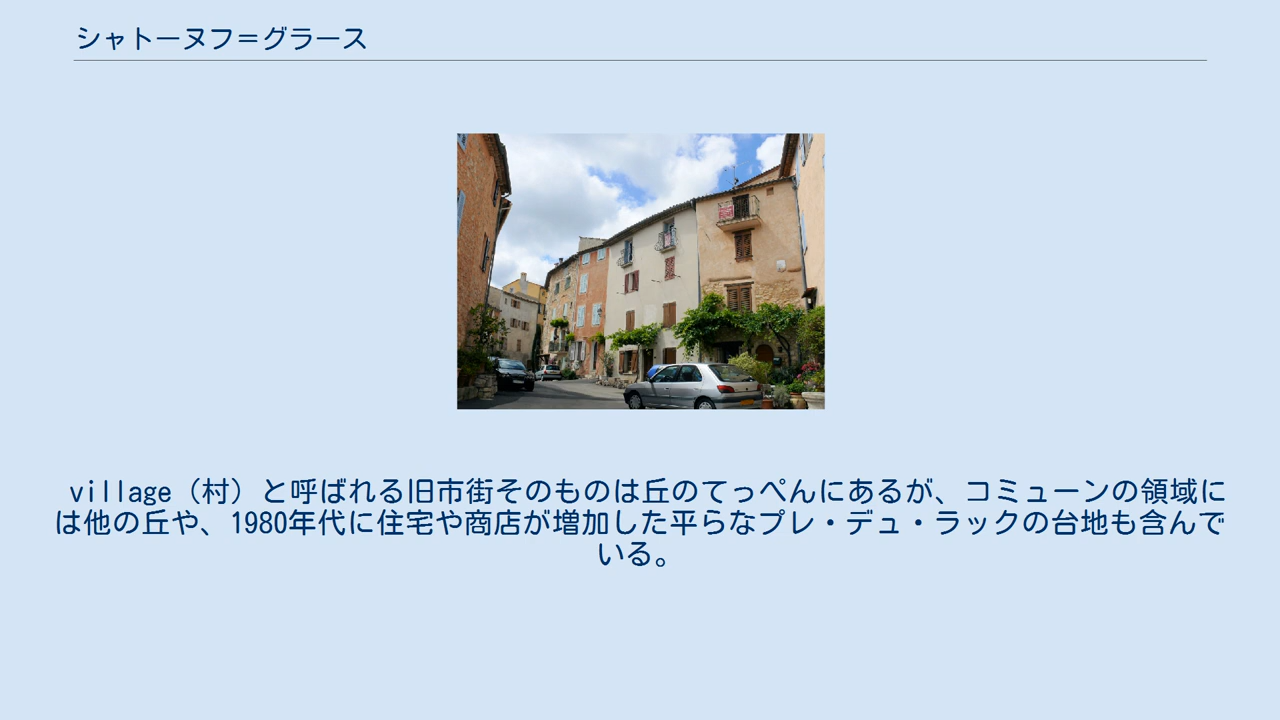 シャトーヌフ＝グラース
village（村）と呼ばれる旧市街そのものは丘のてっぺんにあるが、コミューンの領域に
は他の丘や、1980年代に住宅や商店が増加した平らなプレ・デュ・ラックの台地も含んで
いる。